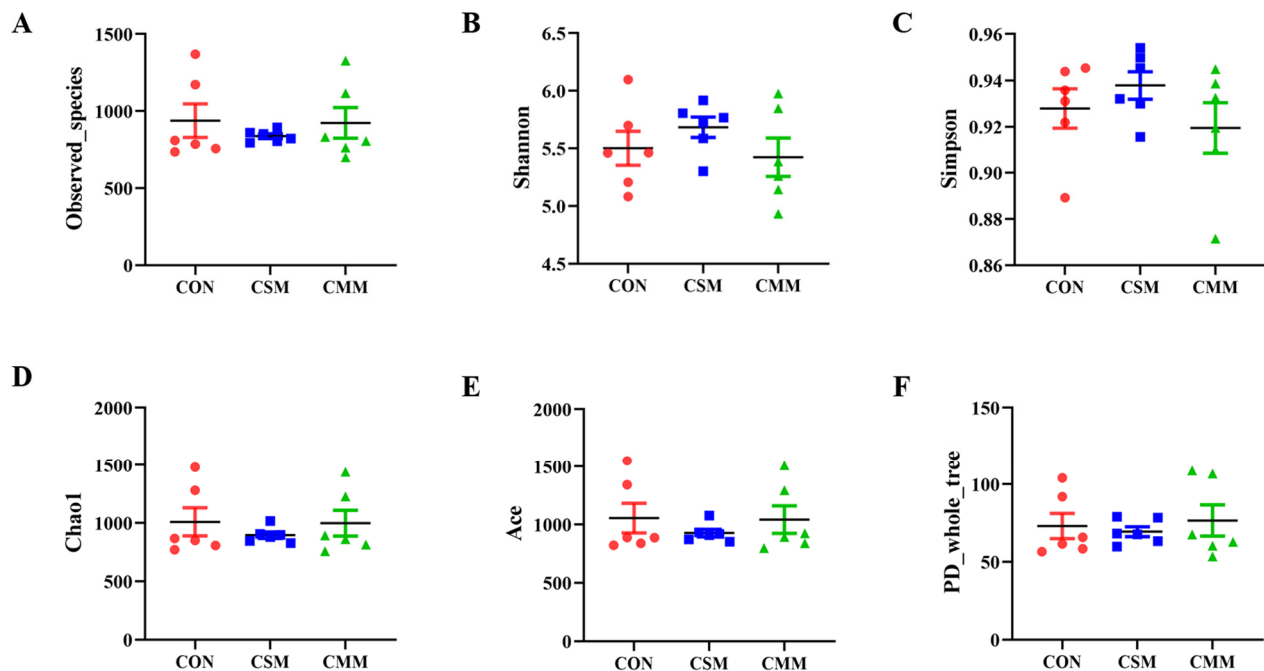 A
Observed_species
1500
1000
500
0
CON CSM CMM
B
Shannon
6.5
6.0
5.5
5.0
4.5
CON CSM CMM
C
Simpson
0.96
0.94
0.92
0.90
0.88
0.86
CON CSM CMM
D
Chao1
2000
1500
1000
500
0
CON CSM CMM
E
Ace
2000
1500
1000
500
0
CON CSM CMM
F
PD_whole_tree
150
100
50
0
CON CSM CMM